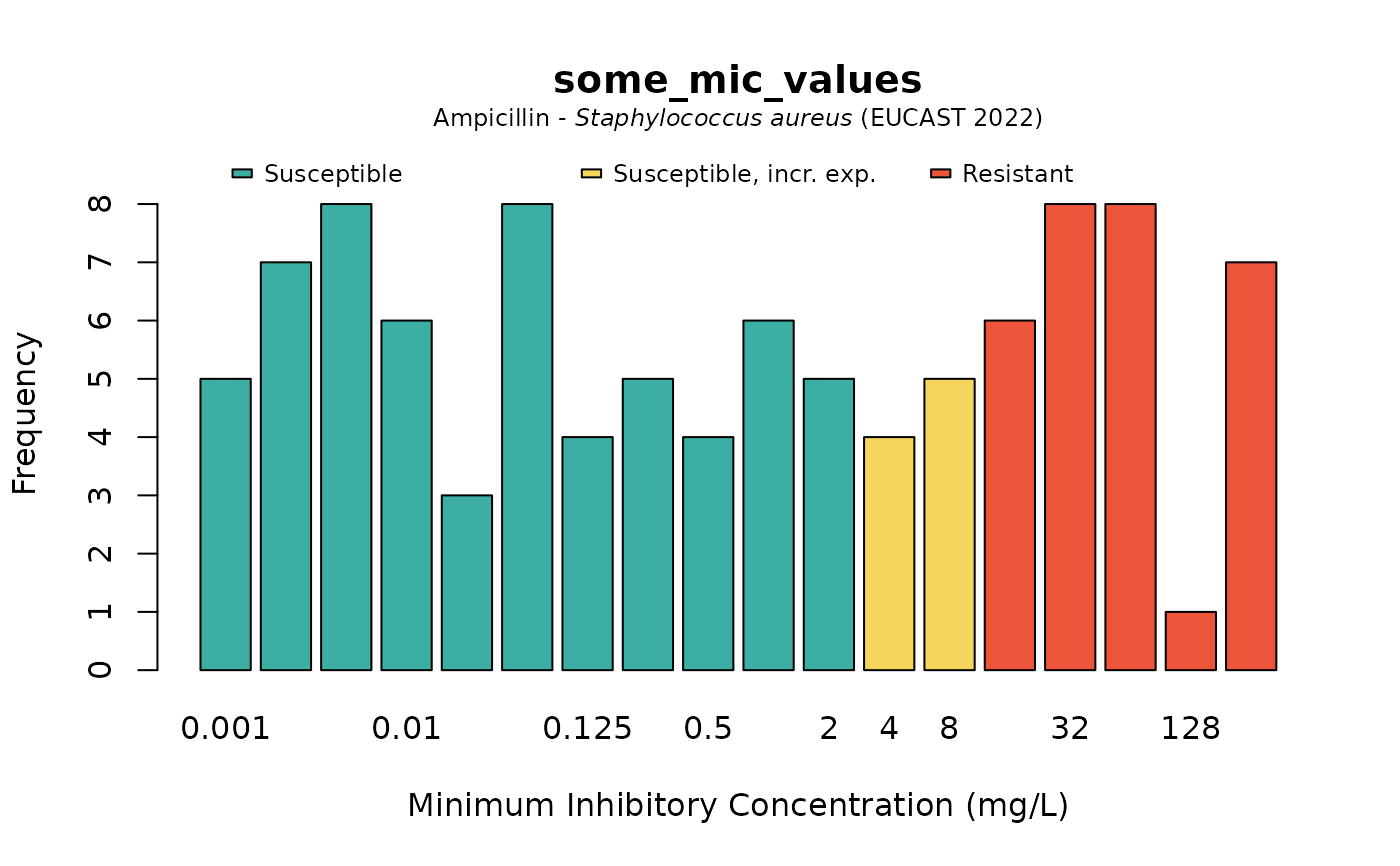 some_mic_values
Ampicillin - Staphylococcus aureus (EUCAST 2022)
Susceptible
Susceptible, incr. exp.
Resistant
8
7
6
5
4
3
2
1
0
Frequency
0.001 0.01 0.125 0.5 2 4 8 32 128
Minimum Inhibitory Concentration (mg/L)